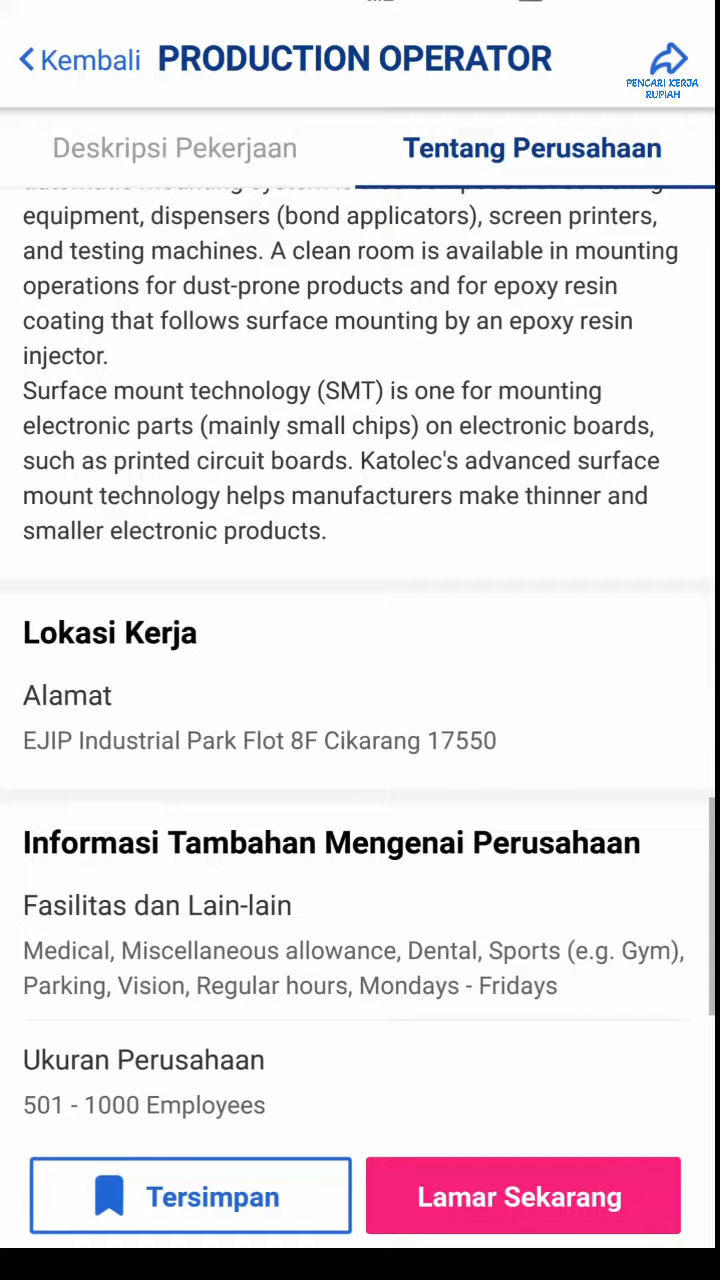 Kembali PRODUCTION OPERATOR
PENCARI KERJA
RUPIAH
Deskripsi Pekerjaan Tentang Perusahaan
equipment, dispensers (bond applicators), screen printers,
and testing machines. A clean room is available in mounting
operations for dust-prone products and for epoxy resin
coating that follows surface mounting by an epoxy resin
injector.
Surface mount technology (SMT) is one for mounting
electronic parts (mainly small chips) on electronic boards,
such as printed circuit boards. Katolec's advanced surface
mount technology helps manufacturers make thinner and
smaller electronic products.
Lokasi Kerja
Alamat
EJIP Industrial Park Flot 8F Cikarang 17550
Informasi Tambahan Mengenai Perusahaan
Fasilitas dan Lain-lain
Medical, Miscellaneous allowance, Dental, Sports (e.g. Gym),
Parking, Vision, Regular hours, Mondays - Fridays
Ukuran Perusahaan
501 - 1000 Employees
Tersimpan Lamar Sekarang